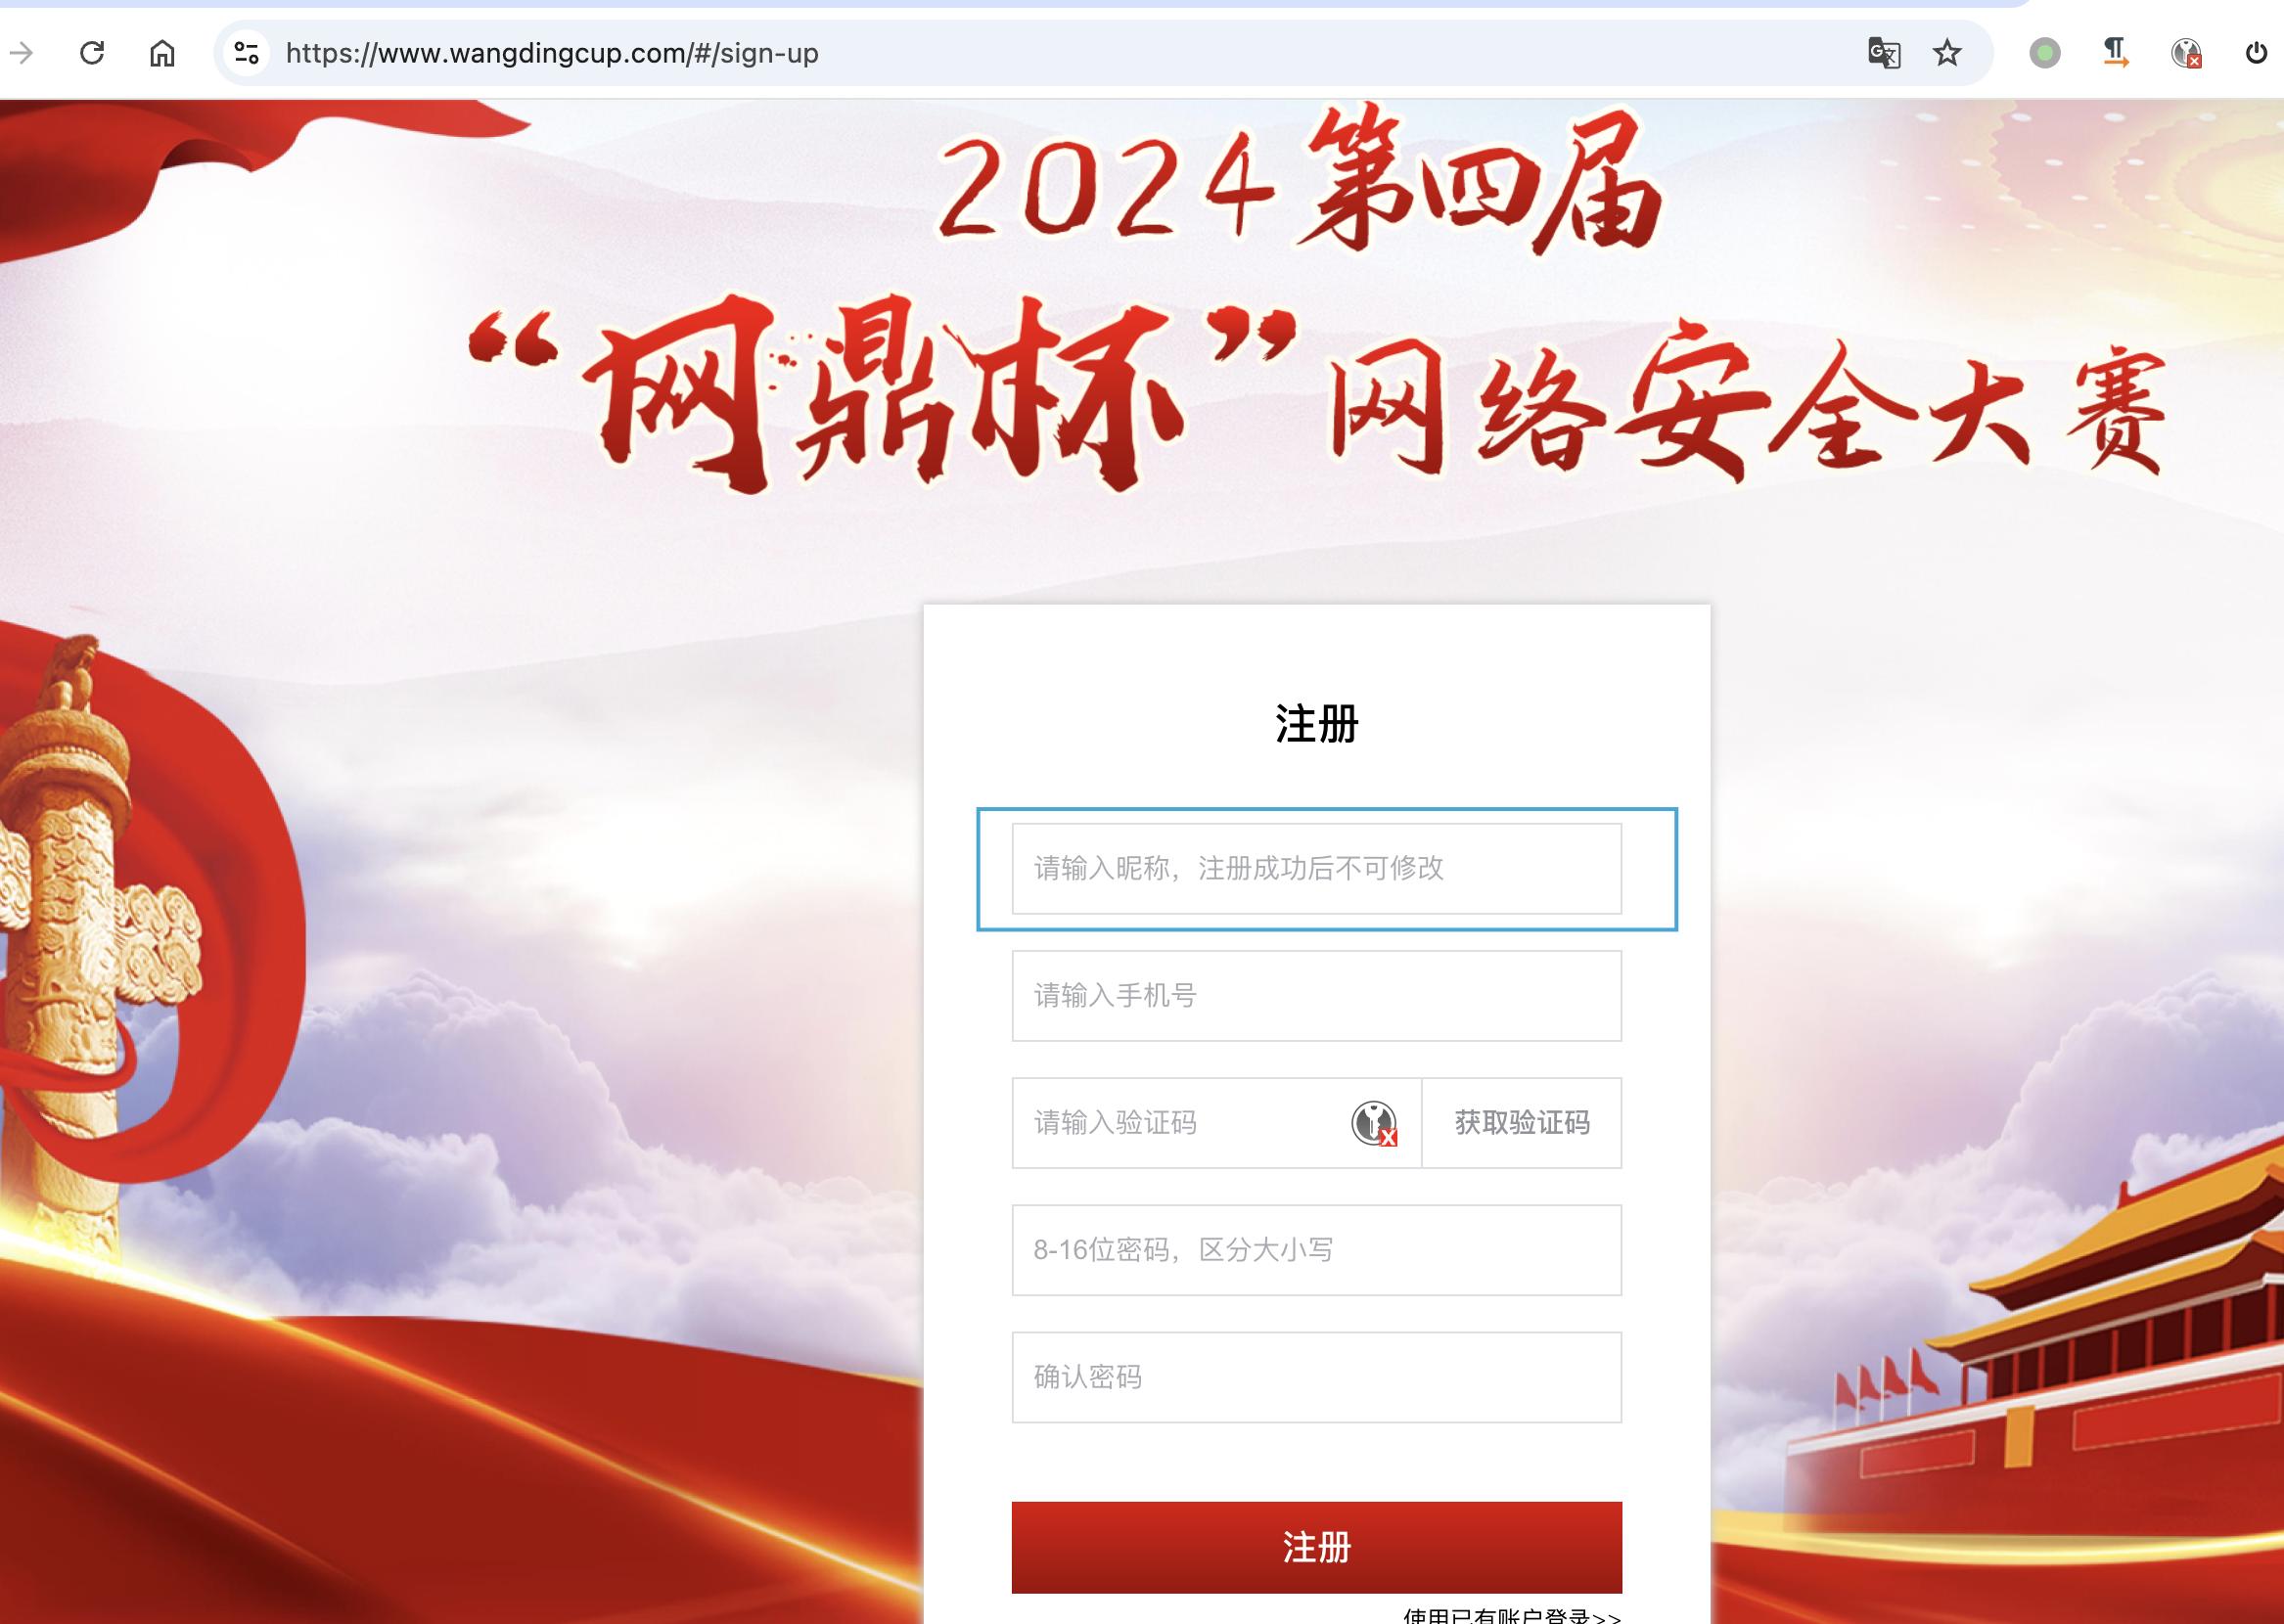 https://www.wangdingcup.com/#/sign-up
2024第四届
“网鼎杯”网络安全大赛
注册
请输入昵称，注册成功后不可修改
请输入手机号
请输入验证码
获取验证码
8-16位密码，区分大小写
确认密码
注册
使用已有账户登录>>